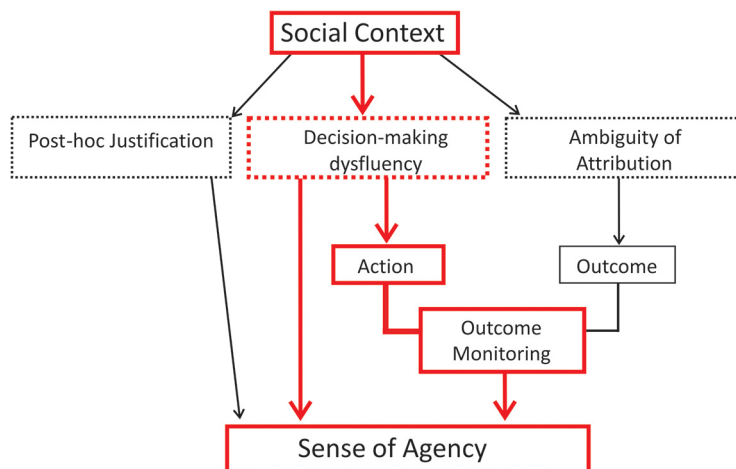 Social Context
Post-hoc Justification
Decision-making
dysfluency
Ambiguity of
Attribution
Action
Outcome
Outcome
Monitoring
Sense of Agency